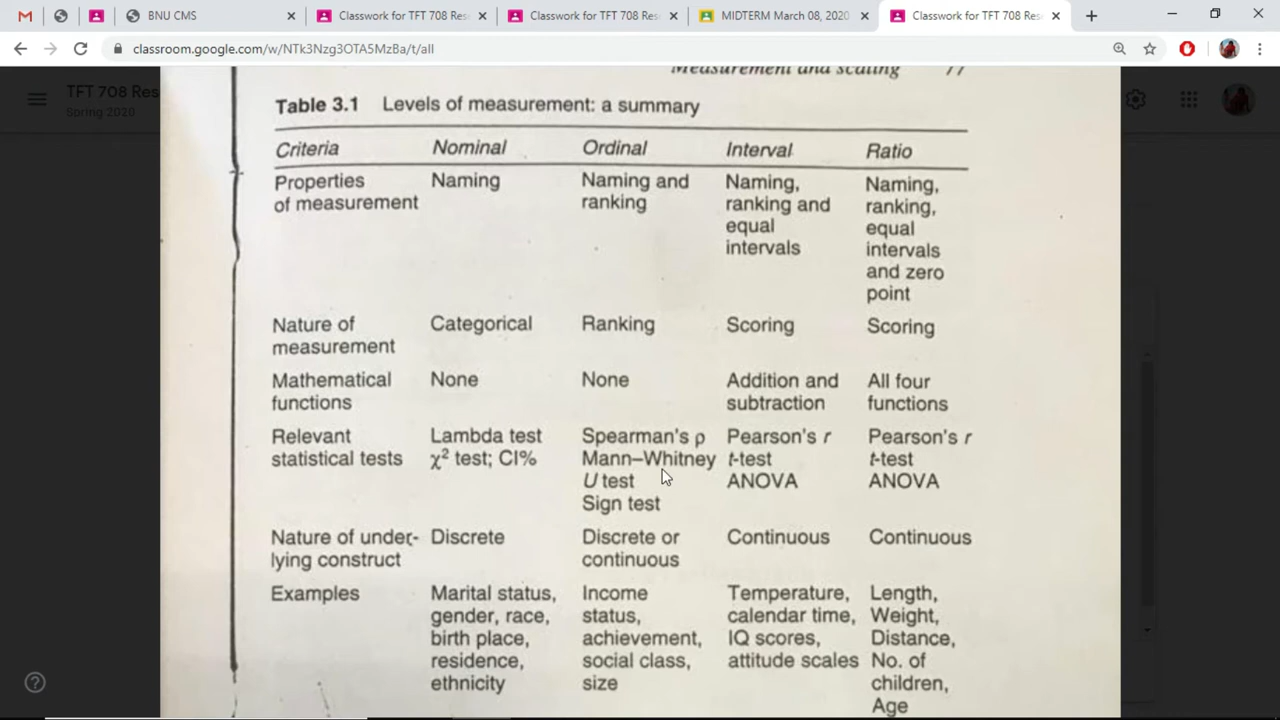 BNU CMS
Classwork for TFT 708 Res
Classwork for TFT 708 Res
MIDTERM March 08, 2020
Classwork for TFT 708 Res
classroom.google.com/w/NTk3Nzg3OTA5MzBa/t/all
TFT 708 Res
Spring 2020
Measurement and scaling 77
Table 3.1 Levels of measurement: a summary
Criteria Nominal Ordinal Interval Ratio
Properties Naming Naming and Naming, Naming,
of measurement ranking ranking and ranking,
equal equal
intervals intervals
and zero
point
Nature of Categorical Ranking Scoring Scoring
measurement
Mathematical None None Addition and All four
functions subtraction functions
Relevant Lambda test Spearman's ρ Pearson's r Pearson's r
statistical tests χ² test; CI% Mann–Whitney t-test t-test
U test ANOVA ANOVA
Sign test
Nature of under- Discrete Discrete or Continuous Continuous
lying construct continuous
Examples Marital status, Income Temperature, Length,
gender, race, status, calendar time, Weight,
birth place, achievement, IQ scores, Distance,
residence, social class, attitude scales No. of
ethnicity size children,
Age